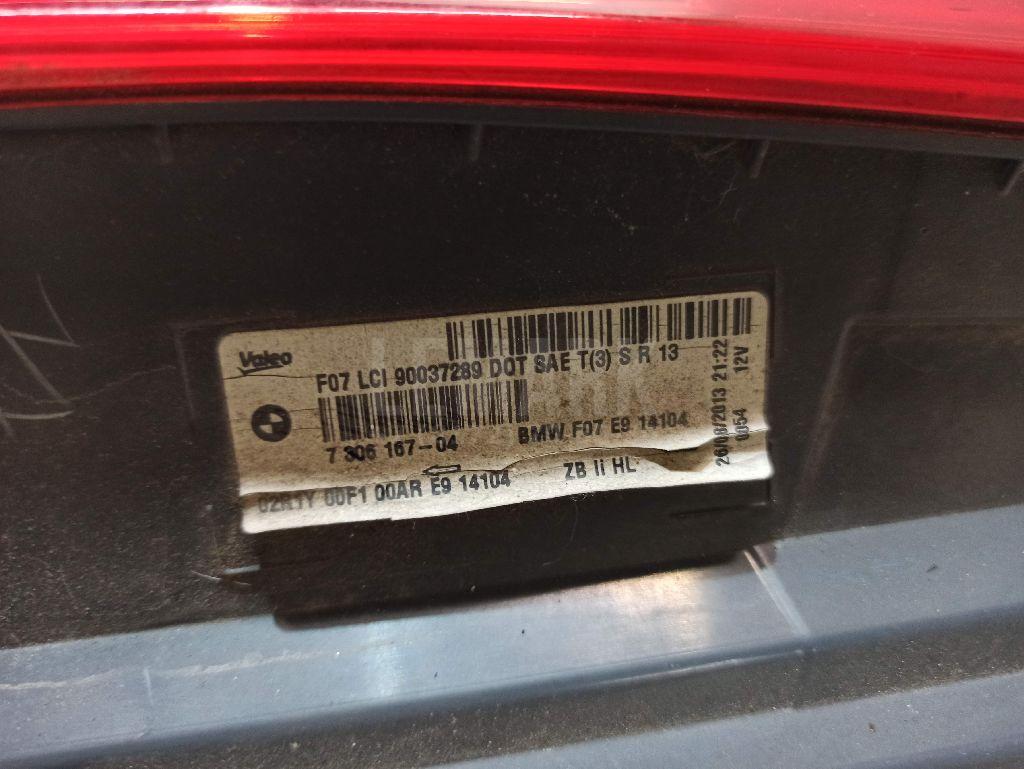 Valeo
F07 LCI 90037289 DOT SAE T(3) S R 13
7 306 167-04
BMW F07 E9 14104
02R1Y 00F1 00AR E9 14104
ZB II HL
26/08/2013 21:22
0054
12V